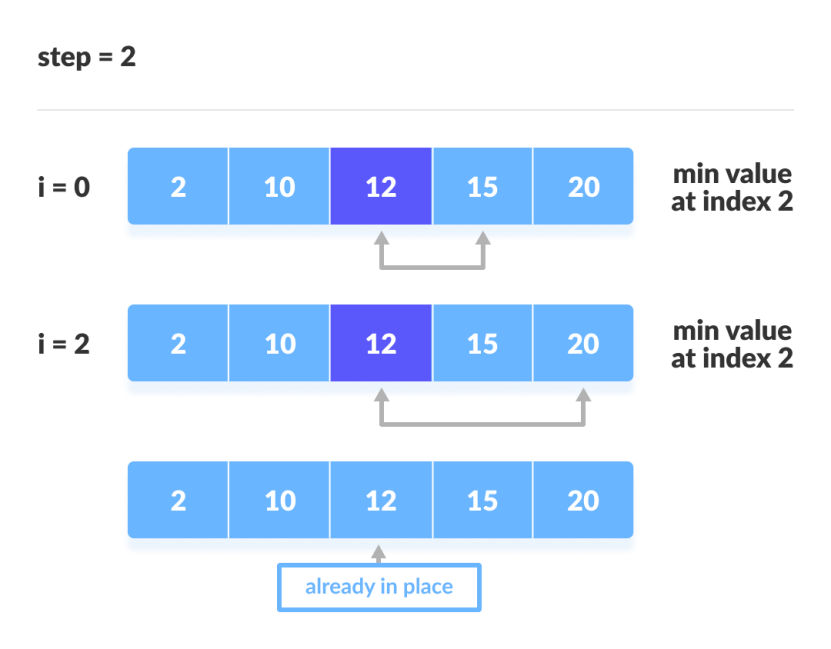 step = 2
i = 0 2 10 12 15 20 min value
at index 2
i = 2 2 10 12 15 20 min value
at index 2
2 10 12 15 20
already in place